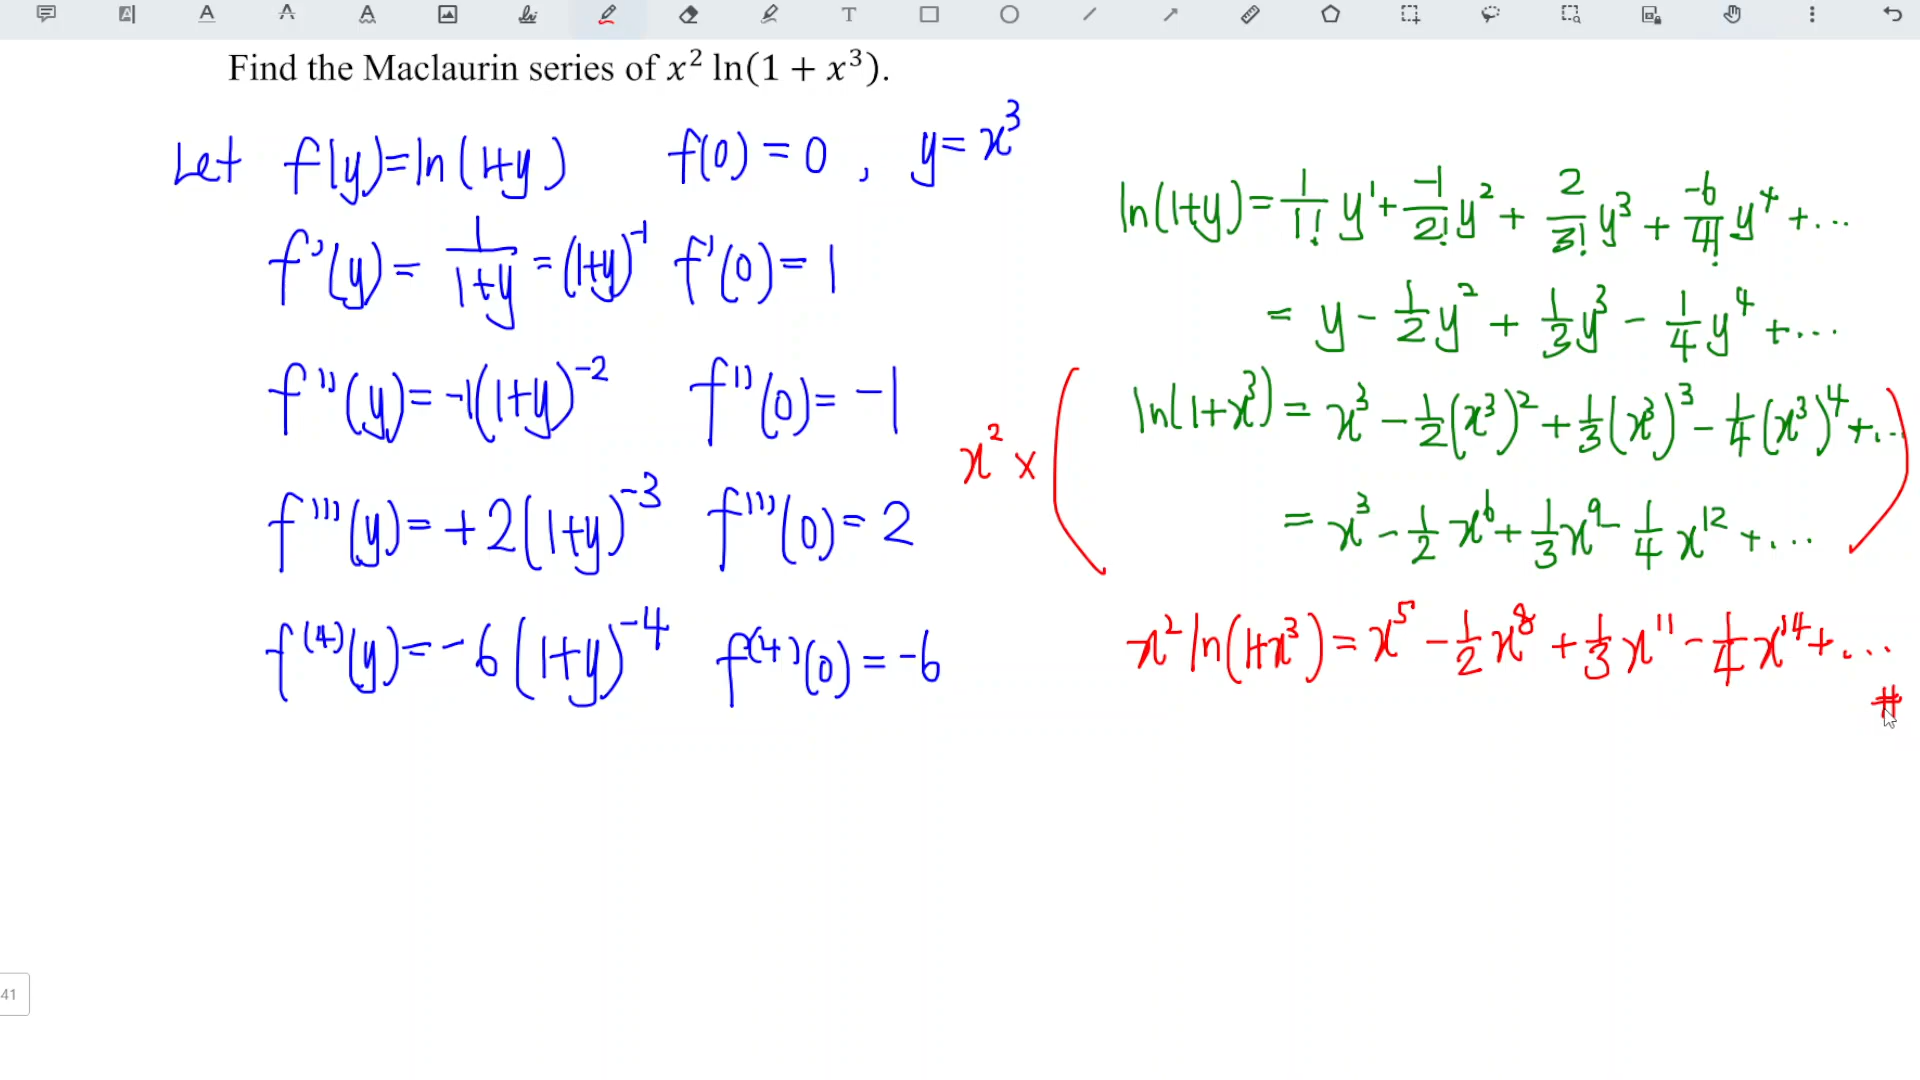 Find the Maclaurin series of x² ln(1 + x³).
Let f(y)=ln(1+y) f(0) = 0 , y = x³
f'(y) = 1/(1+y) = (1+y)⁻¹ f'(0) = 1
f''(y) = -1(1+y)⁻² f''(0) = -1
f'''(y) = +2(1+y)⁻³ f'''(0) = 2
f⁽⁴⁾(y) = -6(1+y)⁻⁴ f⁽⁴⁾(0) = -6
ln(1+y) = 1/1! y¹ + -1/2! y² + 2/3! y³ + -6/4! y⁴ + ...
= y - 1/2 y² + 1/3 y³ - 1/4 y⁴ + ...
x² × ( ln(1+x³) = x³ - 1/2 (x³)² + 1/3 (x³)³ - 1/4 (x³)⁴ + ...
= x³ - 1/2 x⁶ + 1/3 x⁹ - 1/4 x¹² + ... )
x² ln(1+x³) = x⁵ - 1/2 x⁸ + 1/3 x¹¹ - 1/4 x¹⁴ + ...
#
41